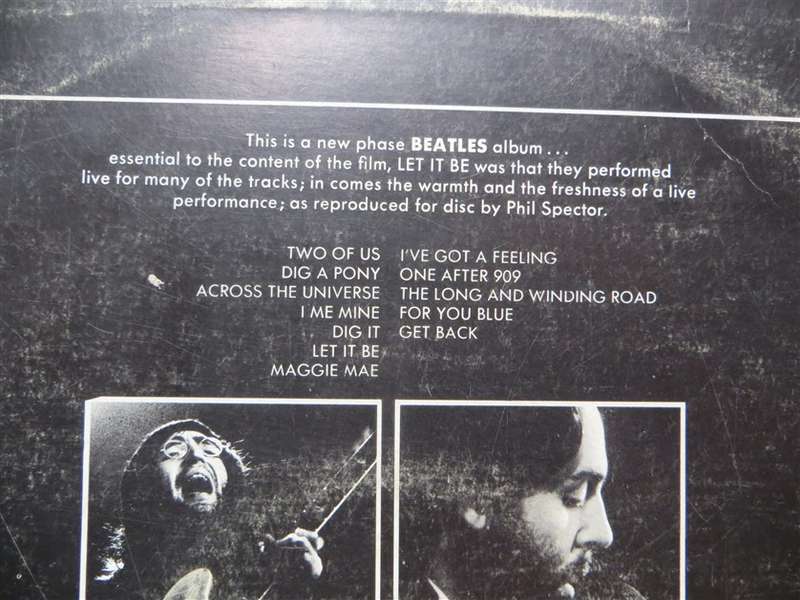 This is a new phase BEATLES album...
essential to the content of the film, LET IT BE was that they performed
live for many of the tracks; in comes the warmth and the freshness of a live
performance; as reproduced for disc by Phil Spector.
TWO OF US
DIG A PONY
ACROSS THE UNIVERSE
I ME MINE
DIG IT
LET IT BE
MAGGIE MAE
I'VE GOT A FEELING
ONE AFTER 909
THE LONG AND WINDING ROAD
FOR YOU BLUE
GET BACK